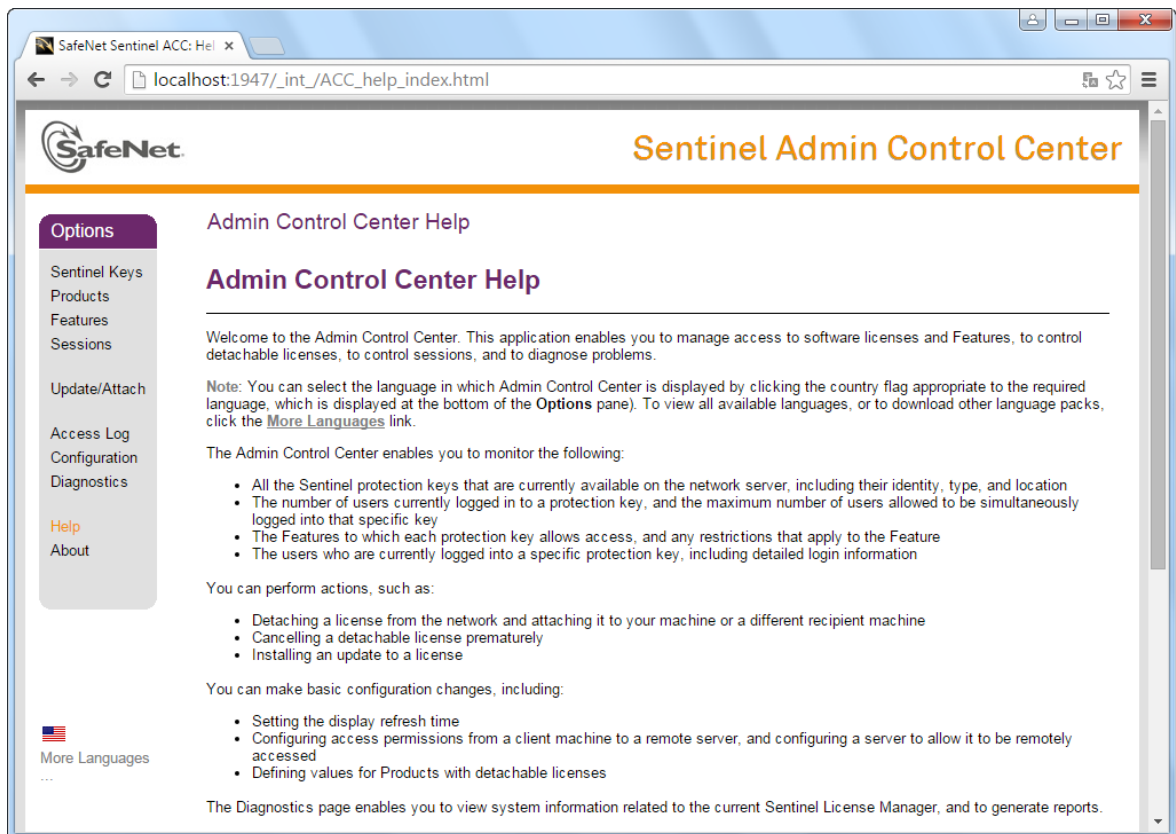 SafeNet Sentinel ACC: Hel
localhost:1947/_int_/ACC_help_index.html
SafeNet.
Sentinel Admin Control Center
Options
Sentinel Keys
Products
Features
Sessions
Update/Attach
Access Log
Configuration
Diagnostics
Help
About
More Languages
...
Admin Control Center Help
Admin Control Center Help
Welcome to the Admin Control Center. This application enables you to manage access to software licenses and Features, to control
detachable licenses, to control sessions, and to diagnose problems.
Note: You can select the language in which Admin Control Center is displayed by clicking the country flag appropriate to the required
language, which is displayed at the bottom of the Options pane). To view all available languages, or to download other language packs,
click the More Languages link.
The Admin Control Center enables you to monitor the following:
• All the Sentinel protection keys that are currently available on the network server, including their identity, type, and location
• The number of users currently logged in to a protection key, and the maximum number of users allowed to be simultaneously
logged into that specific key
• The Features to which each protection key allows access, and any restrictions that apply to the Feature
• The users who are currently logged into a specific protection key, including detailed login information
You can perform actions, such as:
• Detaching a license from the network and attaching it to your machine or a different recipient machine
• Cancelling a detachable license prematurely
• Installing an update to a license
You can make basic configuration changes, including:
• Setting the display refresh time
• Configuring access permissions from a client machine to a remote server, and configuring a server to allow it to be remotely
accessed
• Defining values for Products with detachable licenses
The Diagnostics page enables you to view system information related to the current Sentinel License Manager, and to generate reports.